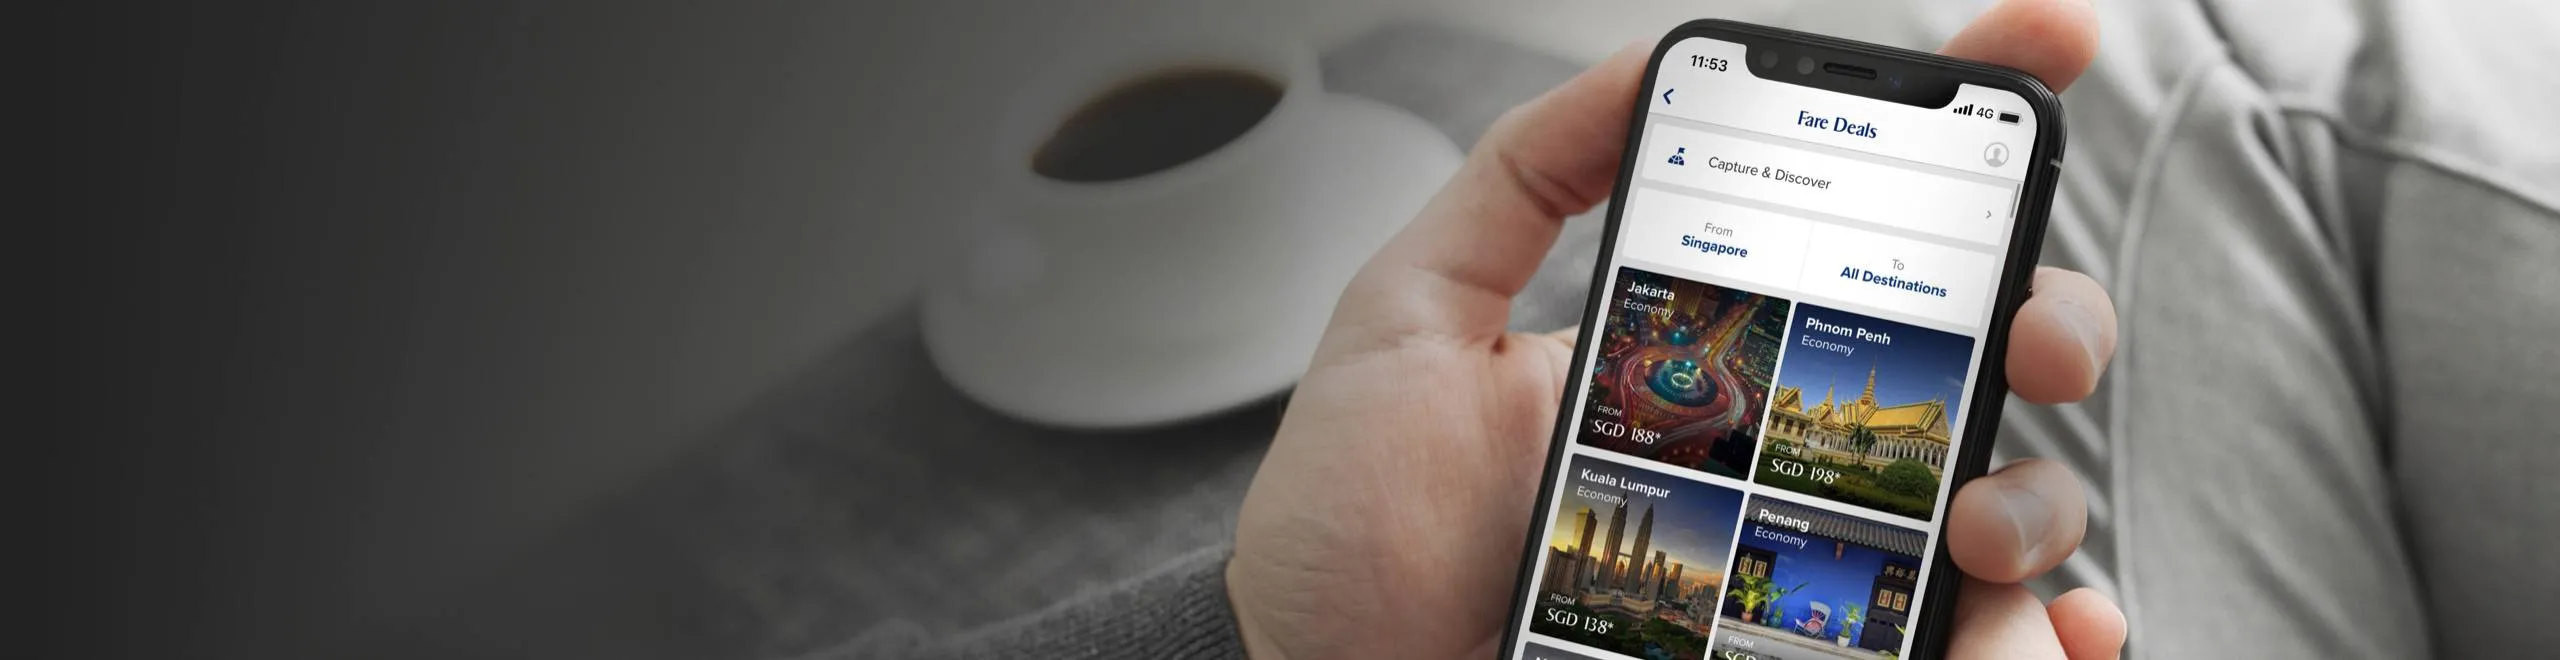 11:53
4G
Fare Deals
Capture & Discover
From
Singapore
To
All Destinations
Jakarta
Economy
FROM
SGD 188*
Phnom Penh
Economy
FROM
SGD 198*
Kuala Lumpur
Economy
FROM
SGD 138*
Penang
Economy
FROM
SGD